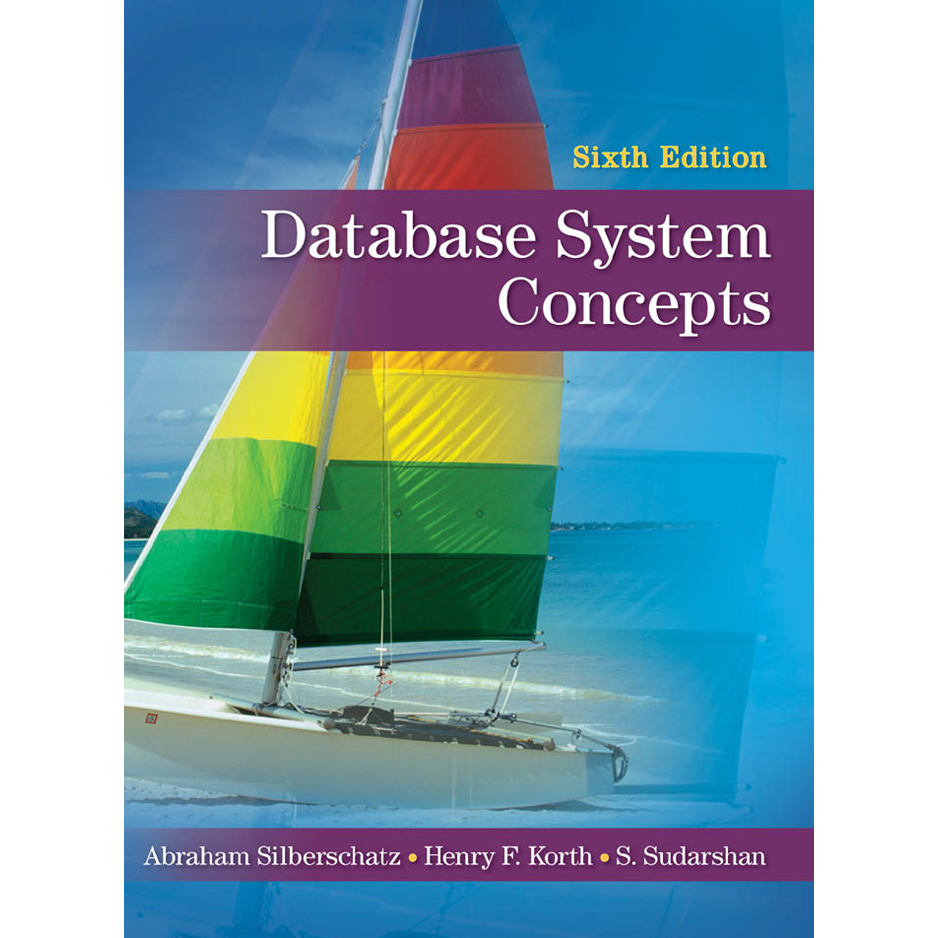 Sixth Edition
Database System
Concepts
Abraham Silberschatz • Henry F. Korth • S. Sudarshan